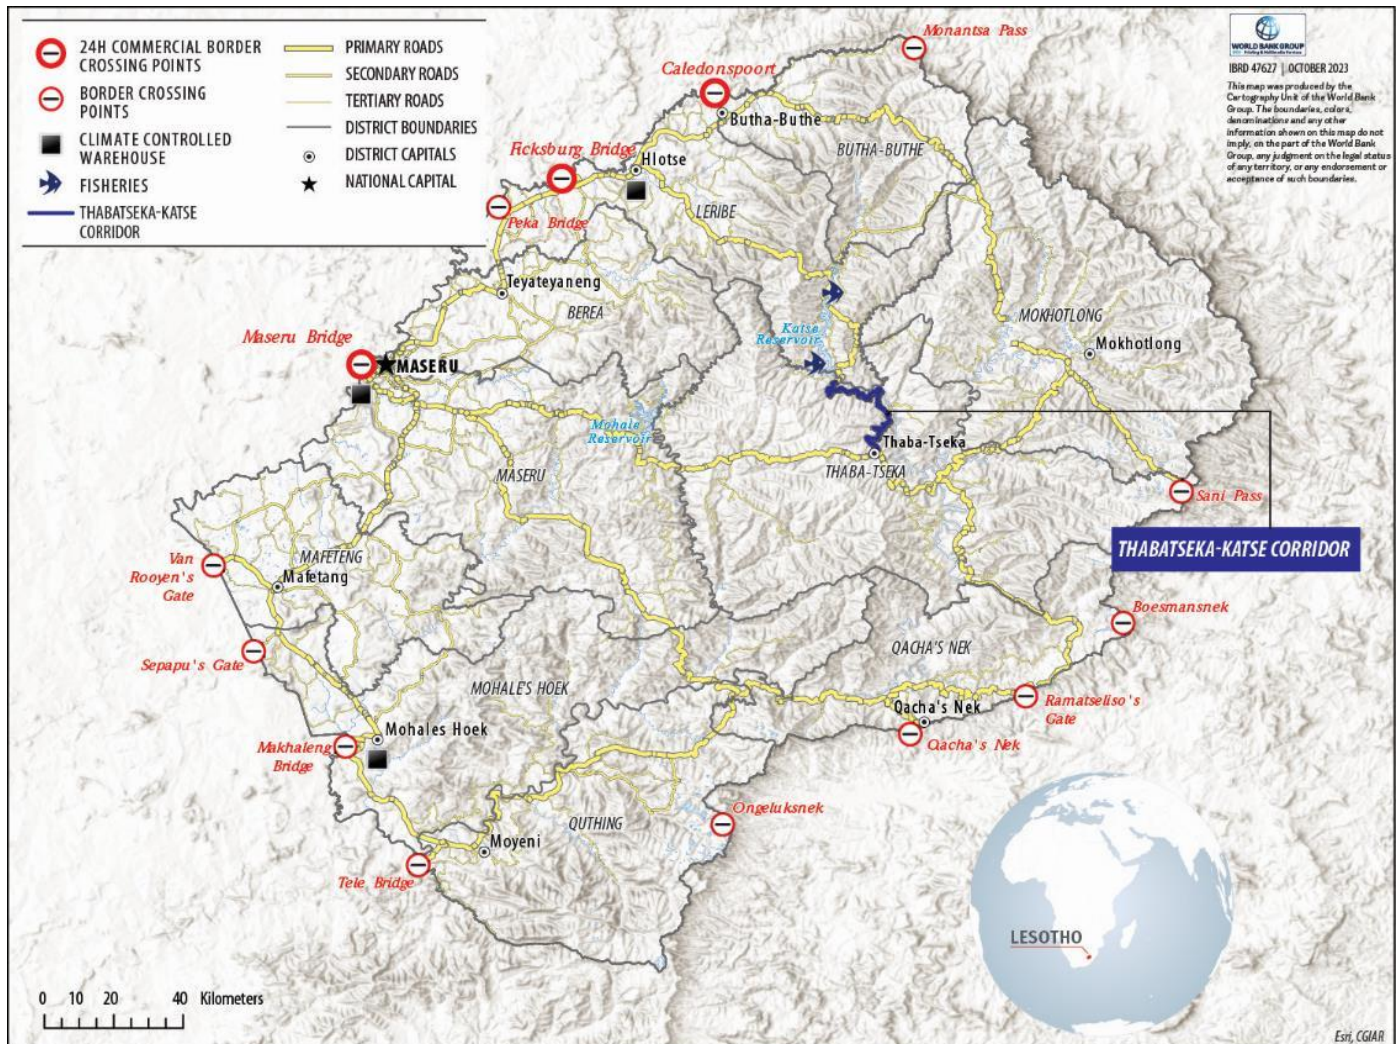 24H COMMERCIAL BORDER
CROSSING POINTS
BORDER CROSSING
POINTS
CLIMATE CONTROLLED
WAREHOUSE
FISHERIES
THABATSEKA-KATSE
CORRIDOR
PRIMARY ROADS
SECONDARY ROADS
TERTIARY ROADS
DISTRICT BOUNDARIES
DISTRICT CAPITALS
NATIONAL CAPITAL
WORLD BANK GROUP
Printing & Multimedia Services
IBRD 47627 | OCTOBER 2023
This map was produced by the
Cartography Unit of the World Bank
Group. The boundaries, colors,
denominations and any other
information shown on this map do not
imply, on the part of the World Bank
Group, any judgment on the legal status
of any territory, or any endorsement or
acceptance of such boundaries.
Monantsa Pass
Caledonspoort
Butha-Buthe
BUTHA-BUTHE
Ficksburg Bridge
Hlotse
Peka Bridge
LERIBE
Teyateyaneng
BEREA
Katse
Reservoir
MOKHOTLONG
Mokhotlong
Maseru Bridge
MASERU
Mohale
Reservoir
Thaba-Tseka
THABA-TSEKA
MASERU
Sani Pass
THABATSEKA-KATSE CORRIDOR
Van
Rooyen's
Gate
MAFETENG
Mafetang
Boesmansnek
Sepapu's Gate
QACHA'S NEK
MOHALE'S HOEK
Qacha's Nek
Ramatseliso's
Gate
Mohales Hoek
Qacha's Nek
Makhaleng
Bridge
Ongeluksnek
QUTHING
Moyeni
Tele Bridge
LESOTHO
0 10 20 40 Kilometers
Esri, CGIAR